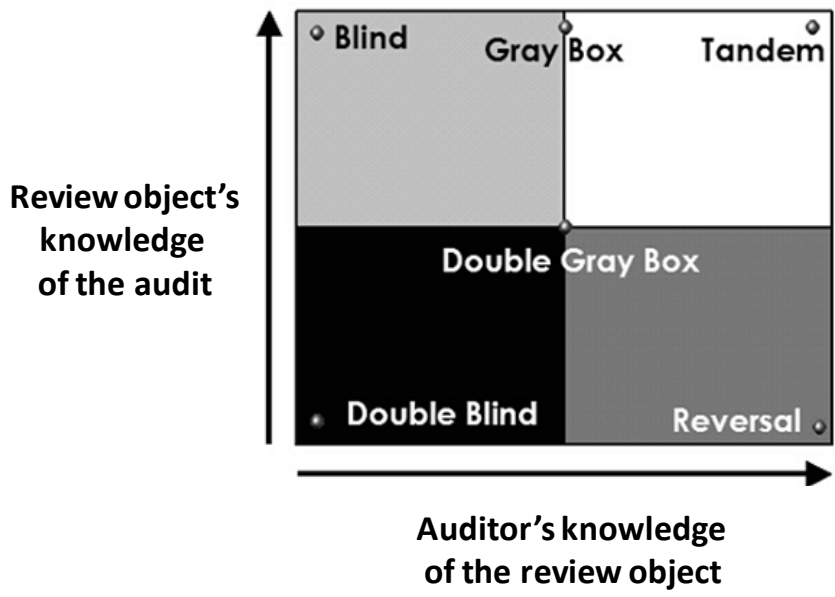 Blind
Gray Box
Tandem
Review object's
knowledge
of the audit
Double Gray Box
Double Blind
Reversal
Auditor's knowledge
of the review object